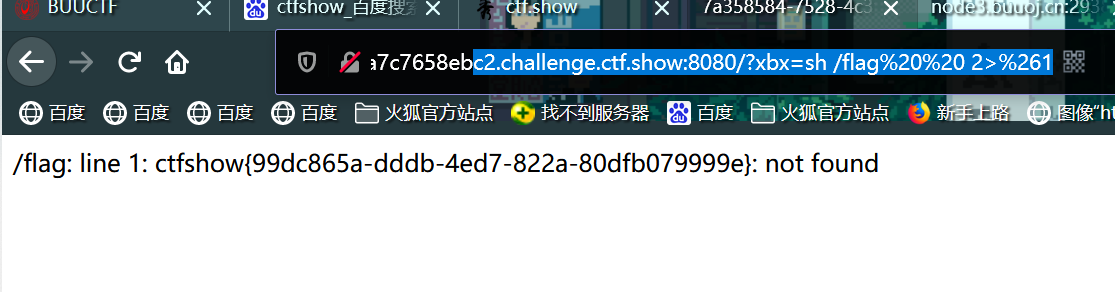 BUUCTF ctfshow_百度搜索 ctf.show 7a358584-7528-4c3 node3.buuoj.cn:293
a7c7658ebc2.challenge.ctf.show:8080/?xbx=sh /flag%20%20 2>%261
百度 百度 百度 百度 火狐官方站点 找不到服务器 百度 火狐官方站点 新手上路 图像"ht
/flag: line 1: ctfshow{99dc865a-dddb-4ed7-822a-80dfb079999e}: not found